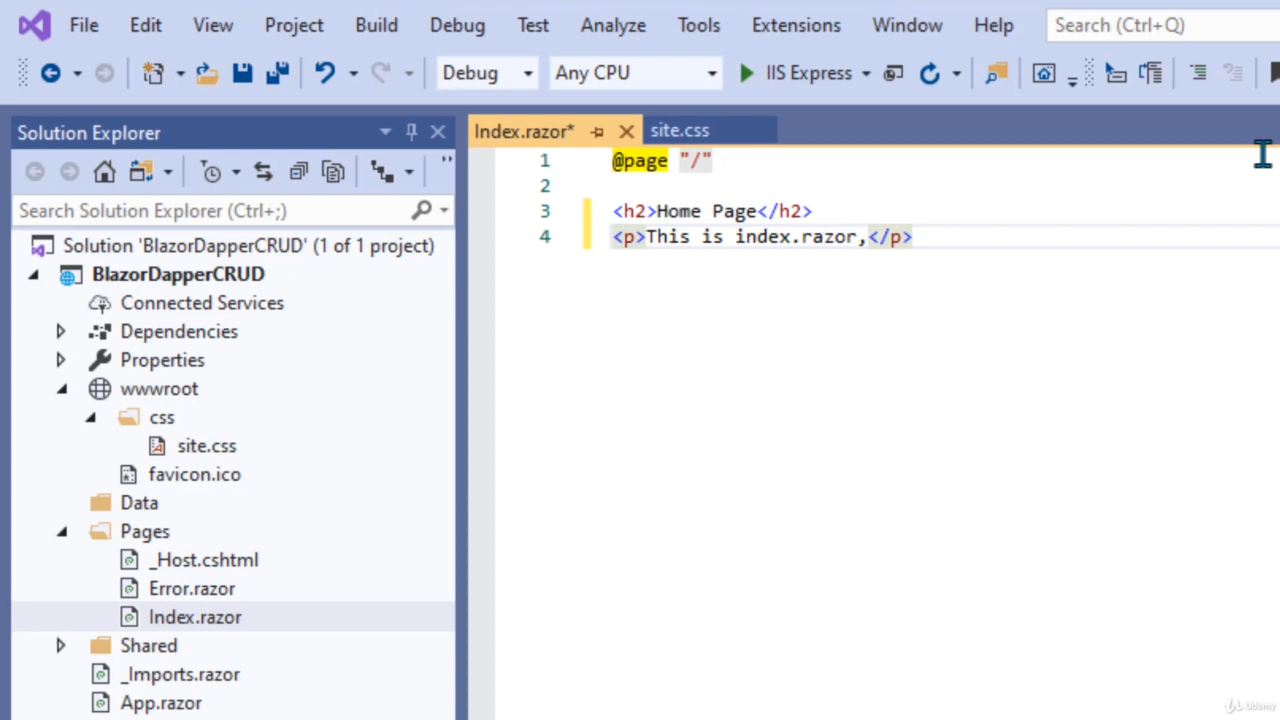 File Edit View Project Build Debug Test Analyze Tools Extensions Window Help Search (Ctrl+Q)
Debug Any CPU IIS Express
Solution Explorer
Index.razor* site.css
Search Solution Explorer (Ctrl+;)
Solution 'BlazorDapperCRUD' (1 of 1 project)
BlazorDapperCRUD
Connected Services
Dependencies
Properties
wwwroot
css
site.css
favicon.ico
Data
Pages
_Host.cshtml
Error.razor
Index.razor
Shared
_Imports.razor
App.razor
1 @page "/"
2
3 <h2>Home Page</h2>
4 <p>This is index.razor,</p>
Udemy